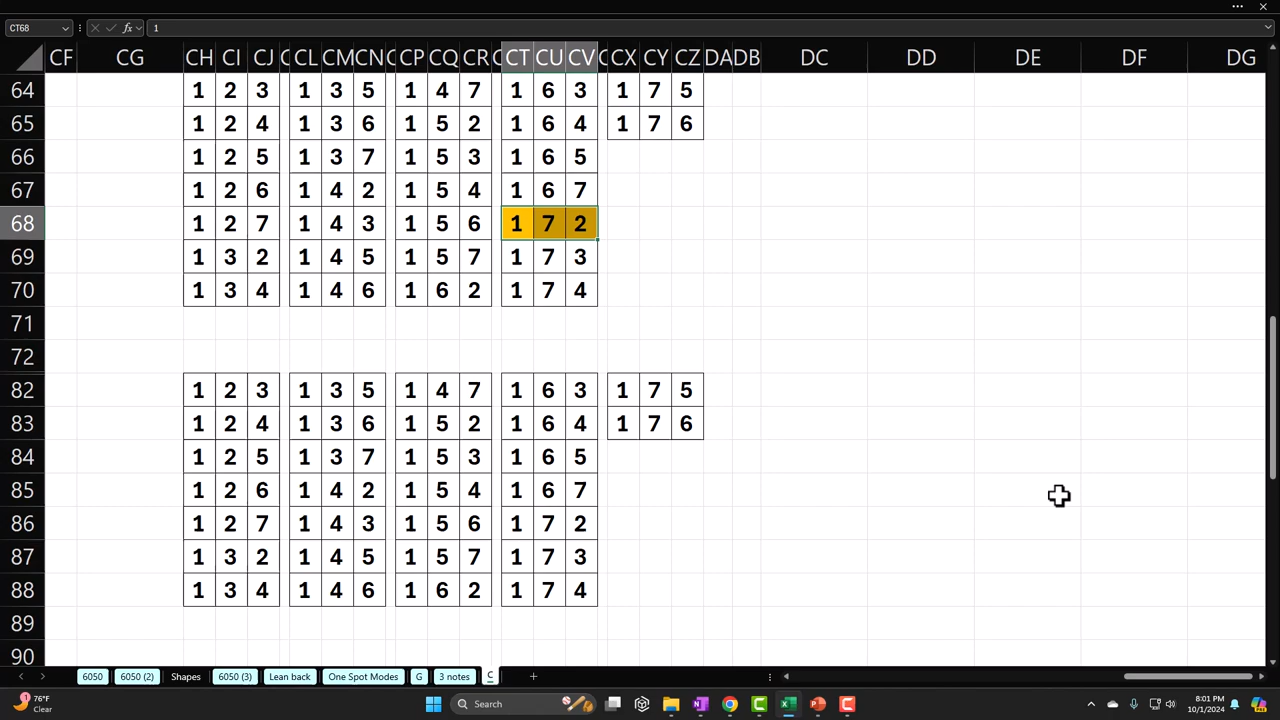 CT68 fx 1
CF CG CH CI CJ C CL CM CN C CP CQ CR C CT CU CV C CX CY CZ DA DB DC DD DE DF DG
64 1 2 3 1 3 5 1 4 7 1 6 3 1 7 5
65 1 2 4 1 3 6 1 5 2 1 6 4 1 7 6
66 1 2 5 1 3 7 1 5 3 1 6 5
67 1 2 6 1 4 2 1 5 4 1 6 7
68 1 2 7 1 4 3 1 5 6 1 7 2
69 1 3 2 1 4 5 1 5 7 1 7 3
70 1 3 4 1 4 6 1 6 2 1 7 4
71
72
82 1 2 3 1 3 5 1 4 7 1 6 3 1 7 5
83 1 2 4 1 3 6 1 5 2 1 6 4 1 7 6
84 1 2 5 1 3 7 1 5 3 1 6 5
85 1 2 6 1 4 2 1 5 4 1 6 7
86 1 2 7 1 4 3 1 5 6 1 7 2
87 1 3 2 1 4 5 1 5 7 1 7 3
88 1 3 4 1 4 6 1 6 2 1 7 4
89
90
6050 6050 (2) Shapes 6050 (3) Lean back One Spot Modes G 3 notes C
76°F Clear Search 8:01 PM
10/1/2024